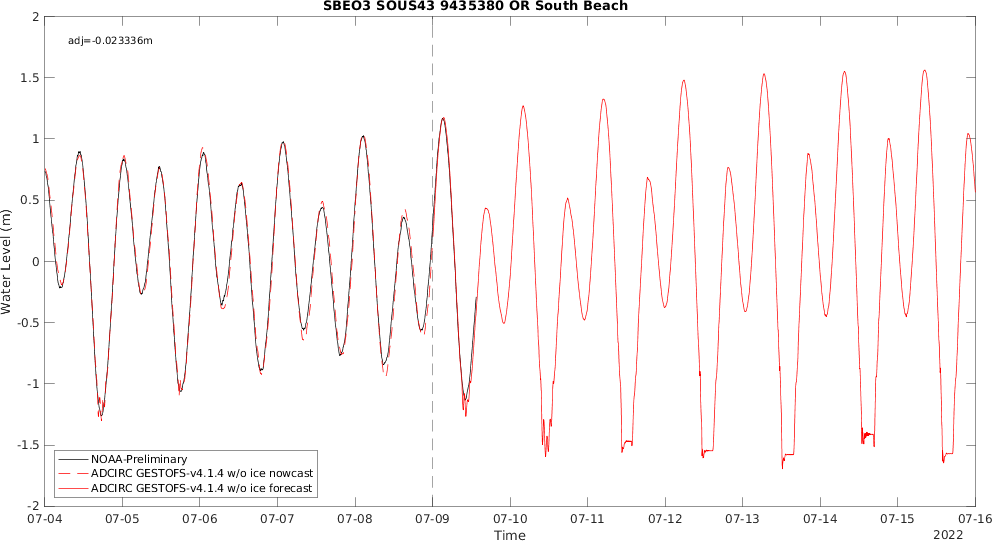 SBEO3 SOUS43 9435380 OR South Beach
adj=-0.023336m
2
1.5
1
0.5
0
-0.5
-1
-1.5
-2
Water Level (m)
NOAA-Preliminary
ADCIRC GESTOFS-v4.1.4 w/o ice nowcast
ADCIRC GESTOFS-v4.1.4 w/o ice forecast
07-04 07-05 07-06 07-07 07-08 07-09 07-10 07-11 07-12 07-13 07-14 07-15 07-16
Time
2022